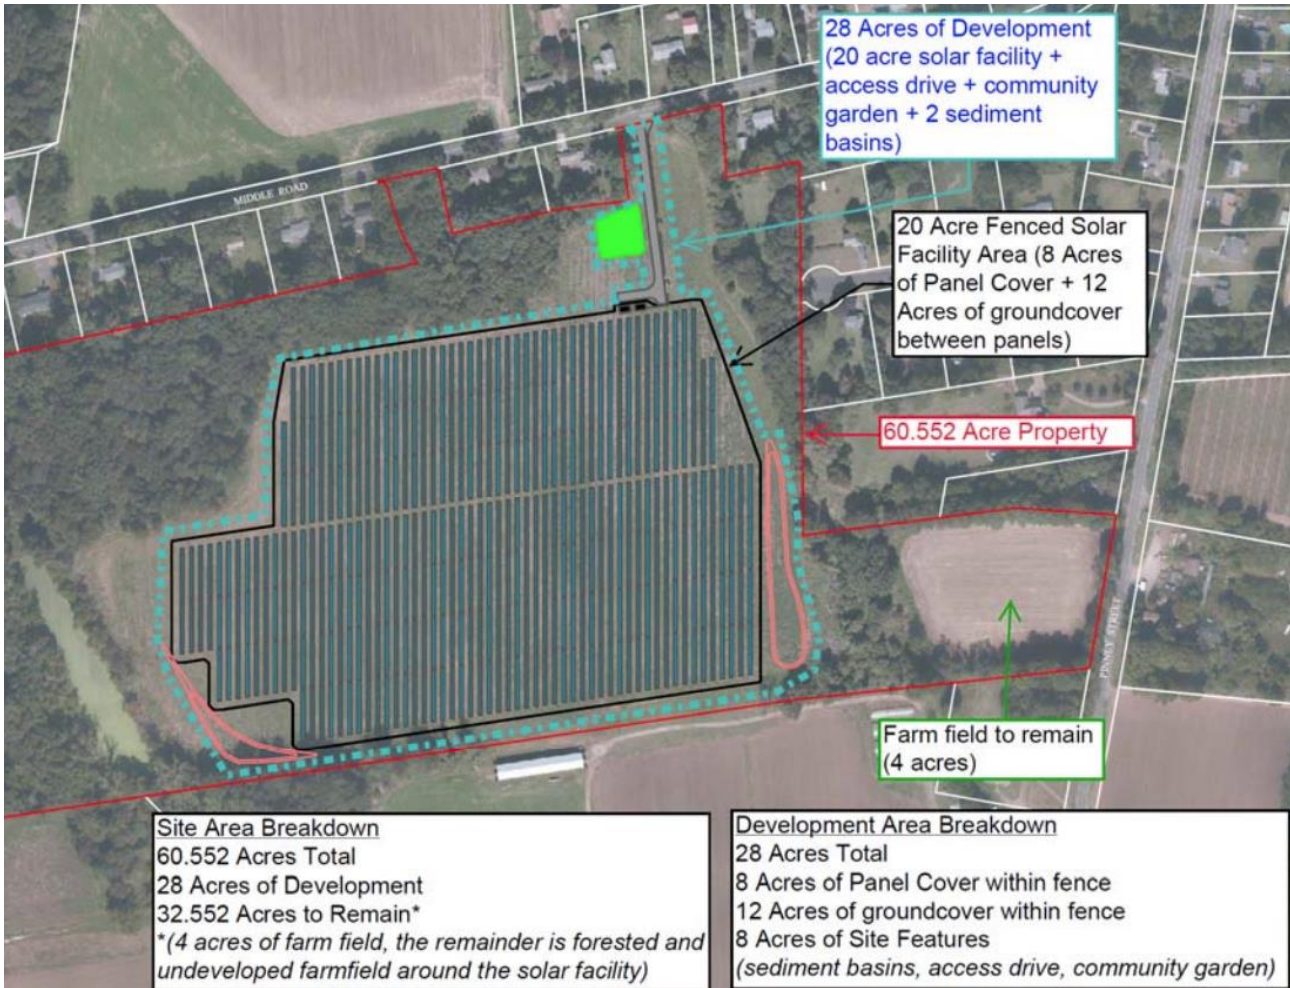 28 Acres of Development
(20 acre solar facility +
access drive + community
garden + 2 sediment
basins)
MIDDLE ROAD
20 Acre Fenced Solar
Facility Area (8 Acres
of Panel Cover + 12
Acres of groundcover
between panels)
60.552 Acre Property
PINNEY STREET
Farm field to remain
(4 acres)
Site Area Breakdown
60.552 Acres Total
28 Acres of Development
32.552 Acres to Remain*
*(4 acres of farm field, the remainder is forested and
undeveloped farmfield around the solar facility)
Development Area Breakdown
28 Acres Total
8 Acres of Panel Cover within fence
12 Acres of groundcover within fence
8 Acres of Site Features
(sediment basins, access drive, community garden)